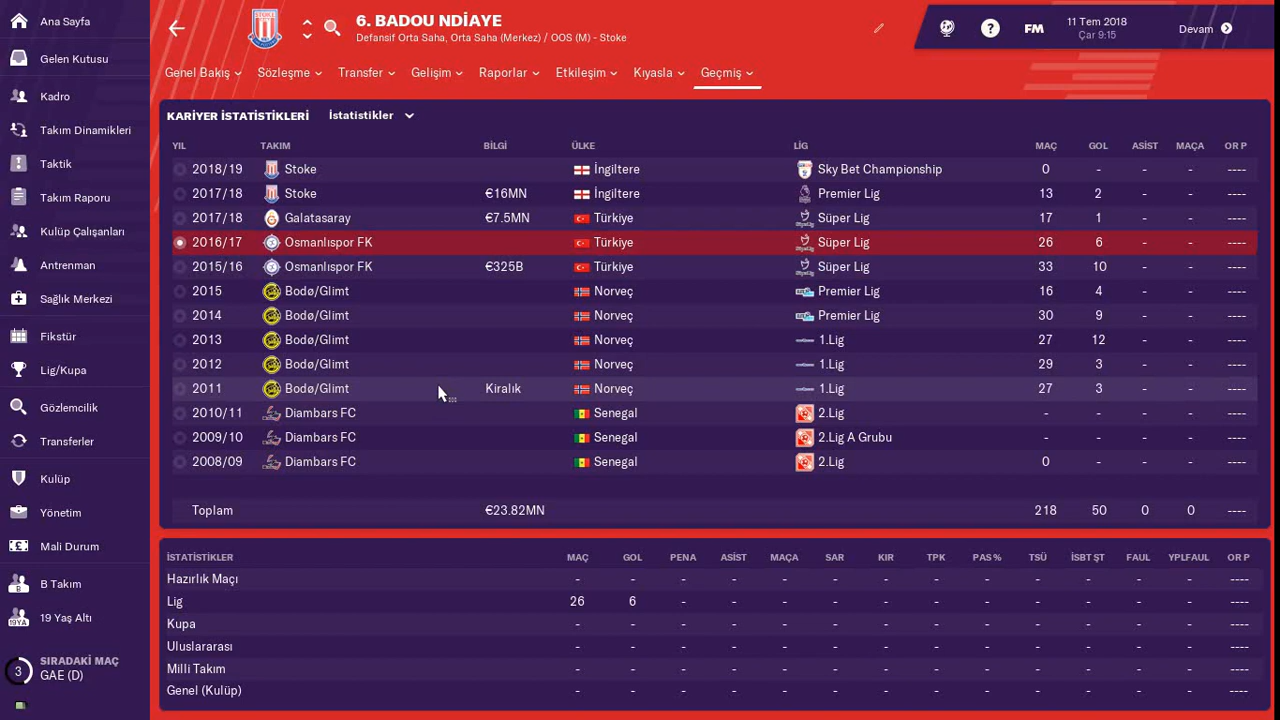 Ana Sayfa
Gelen Kutusu
Kadro
Takım Dinamikleri
Taktik
Takım Raporu
Kulüp Çalışanları
Antrenman
Sağlık Merkezi
Fikstür
Lig/Kupa
Gözlemcilik
Transferler
Kulüp
Yönetim
Mali Durum
B Takım
B
19 Yaş Altı
19YA
3
SIRADAKİ MAÇ
GAE (D)
6. BADOU NDİAYE
Defansif Orta Saha, Orta Saha (Merkez) / OOS (M) - Stoke
? FM 11 Tem 2018
Çar 9:15
Devam
Genel Bakış Sözleşme Transfer Gelişim Raporlar Etkileşim Kıyasla Geçmiş
KARİYER İSTATİSTİKLERİ İstatistikler
YIL TAKIM BİLGİ ÜLKE LİG MAÇ GOL ASİST MAÇA OR P
2018/19 Stoke İngiltere Sky Bet Championship 0 - - - ----
2017/18 Stoke €16MN İngiltere Premier Lig 13 2 - - ----
2017/18 Galatasaray €7.5MN Türkiye Süper Lig 17 1 - - ----
2016/17 Osmanlıspor FK Türkiye Süper Lig 26 6 - - ----
2015/16 Osmanlıspor FK €325B Türkiye Süper Lig 33 10 - - ----
2015 Bodø/Glimt Norveç Premier Lig 16 4 - - ----
2014 Bodø/Glimt Norveç Premier Lig 30 9 - - ----
2013 Bodø/Glimt Norveç 1.Lig 27 12 - - ----
2012 Bodø/Glimt Norveç 1.Lig 29 3 - - ----
2011 Bodø/Glimt Kiralık Norveç 1.Lig 27 3 - - ----
2010/11 Diambars FC Senegal 2.Lig - - - - ----
2009/10 Diambars FC Senegal 2.Lig A Grubu - - - - ----
2008/09 Diambars FC Senegal 2.Lig 0 - - - ----
Toplam €23.82MN 218 50 0 0 ----
İSTATİSTİKLER MAÇ GOL PENA ASİST MAÇA SAR KIR TPK PAS % TSÜ İSBT ŞT FAUL YPLFAUL OR P
Hazırlık Maçı - - - - - - - - - - - - - ----
Lig 26 6 - - - - - - - - - - - ----
Kupa - - - - - - - - - - - - - ----
Uluslararası - - - - - - - - - - - - - ----
Milli Takım - - - - - - - - - - - - - ----
Genel (Kulüp) - - - - - - - - - - - - - ----